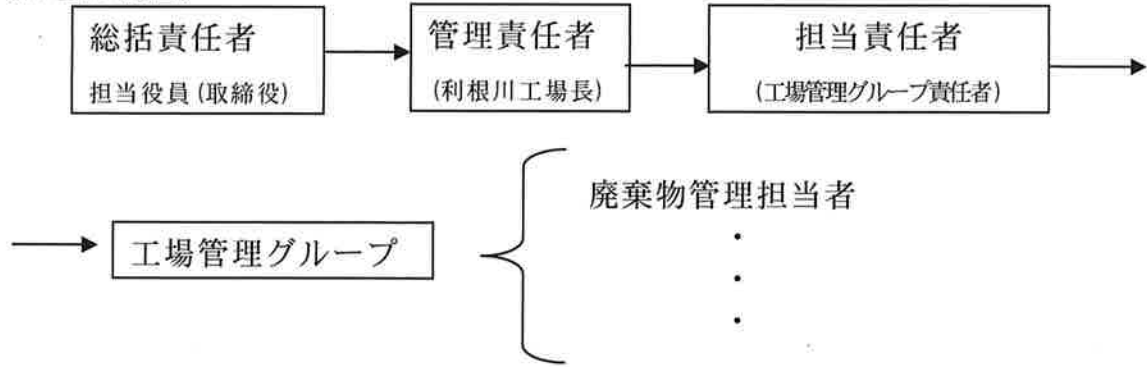 総括責任者
担当役員(取締役)
管理責任者
(利根川工場長)
担当責任者
(工場管理グループ責任者)
工場管理グループ
廃棄物管理担当者
・
・
・